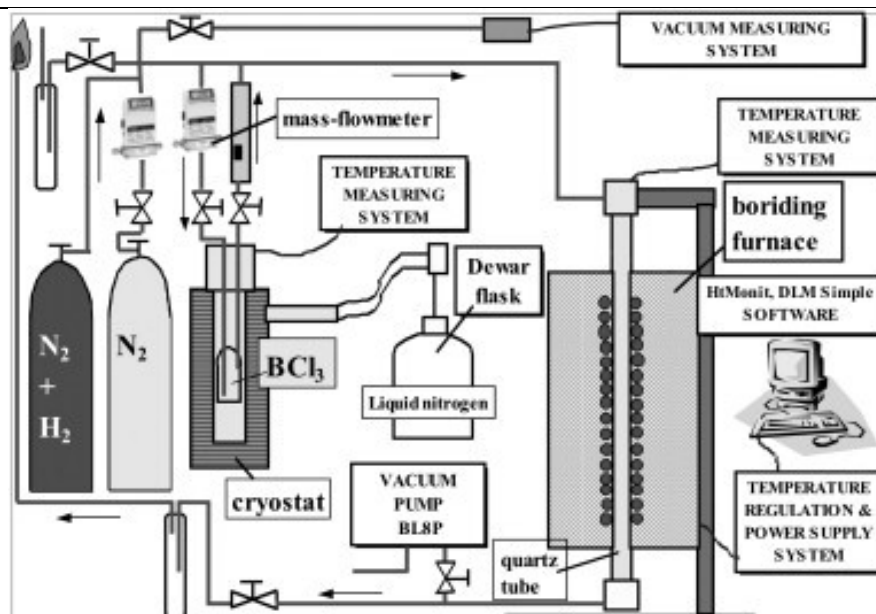 VACUUM MEASURING
SYSTEM
mass-flowmeter
TEMPERATURE
MEASURING
SYSTEM
TEMPERATURE
MEASURING
SYSTEM
boriding
furnace
Dewar
flask
HtMonit, DLM Simple
SOFTWARE
N₂
+
H₂
N₂
BCl₃
Liquid nitrogen
cryostat
VACUUM
PUMP
BL8P
quartz
tube
TEMPERATURE
REGULATION &
POWER SUPPLY
SYSTEM